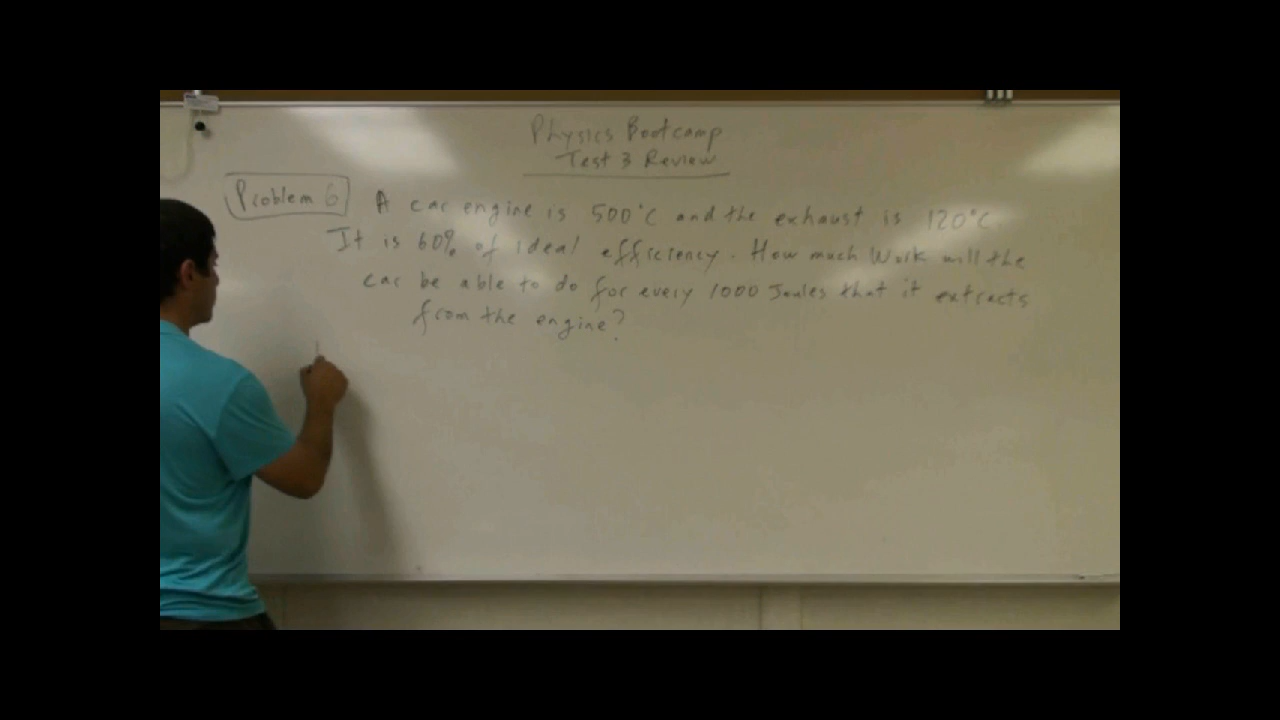 Physics Bootcamp
Test 3 Review
Problem 6 A car engine is 500°C and the exhaust is 120°C.
It is 60% of ideal efficiency. How much Work will the
car be able to do for every 1000 Joules that it extracts
from the engine?